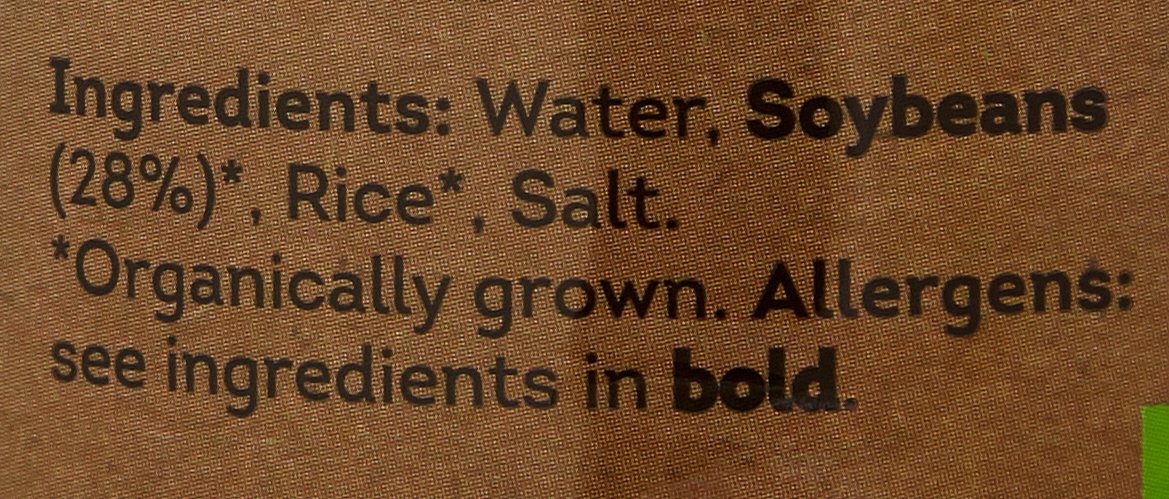 Ingredients: Water, Soybeans
(28%)*, Rice*, Salt.
*Organically grown. Allergens:
see ingredients in bold.